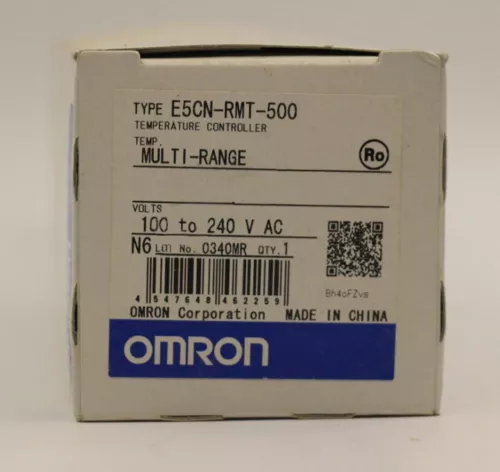 TYPE E5CN-RMT-500
TEMPERATURE CONTROLLER
TEMP.
MULTI-RANGE
Ro
VOLTS
100 to 240 V AC
N6 LOT No. 0340MR QTY.1
4 547648 462259
Bh4oFZvs
OMRON Corporation MADE IN CHINA
OMRON